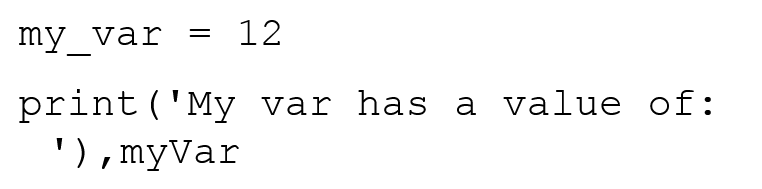 my_var = 12
print('My var has a value of:
'),myVar